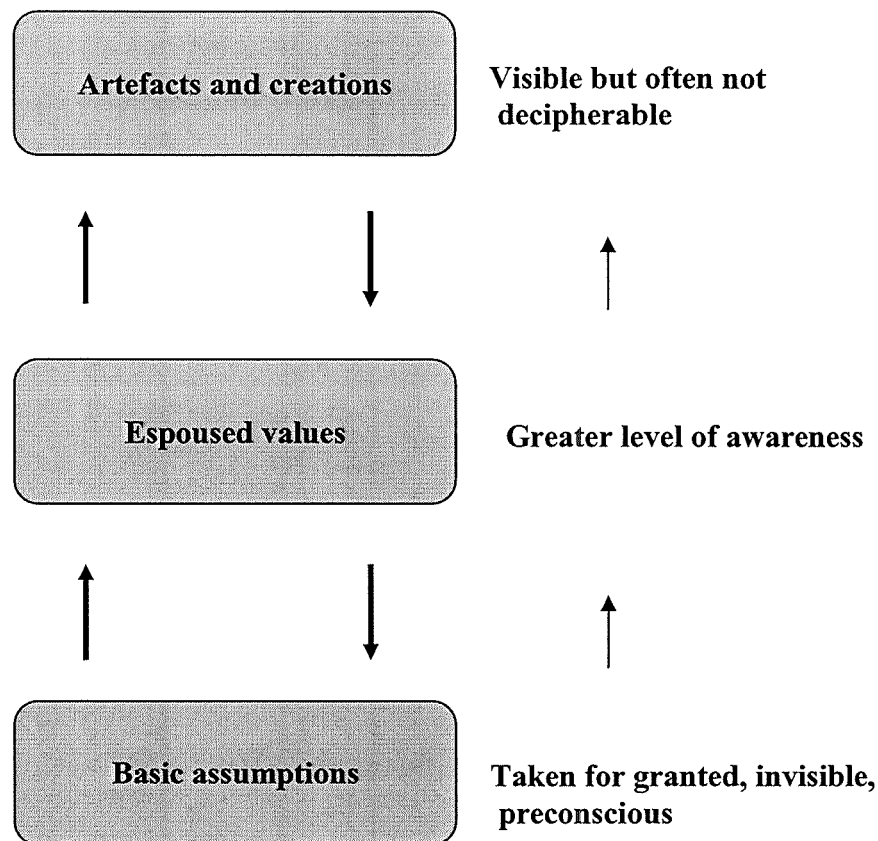 Artefacts and creations
Visible but often not
decipherable
Espoused values
Greater level of awareness
Basic assumptions
Taken for granted, invisible,
preconscious